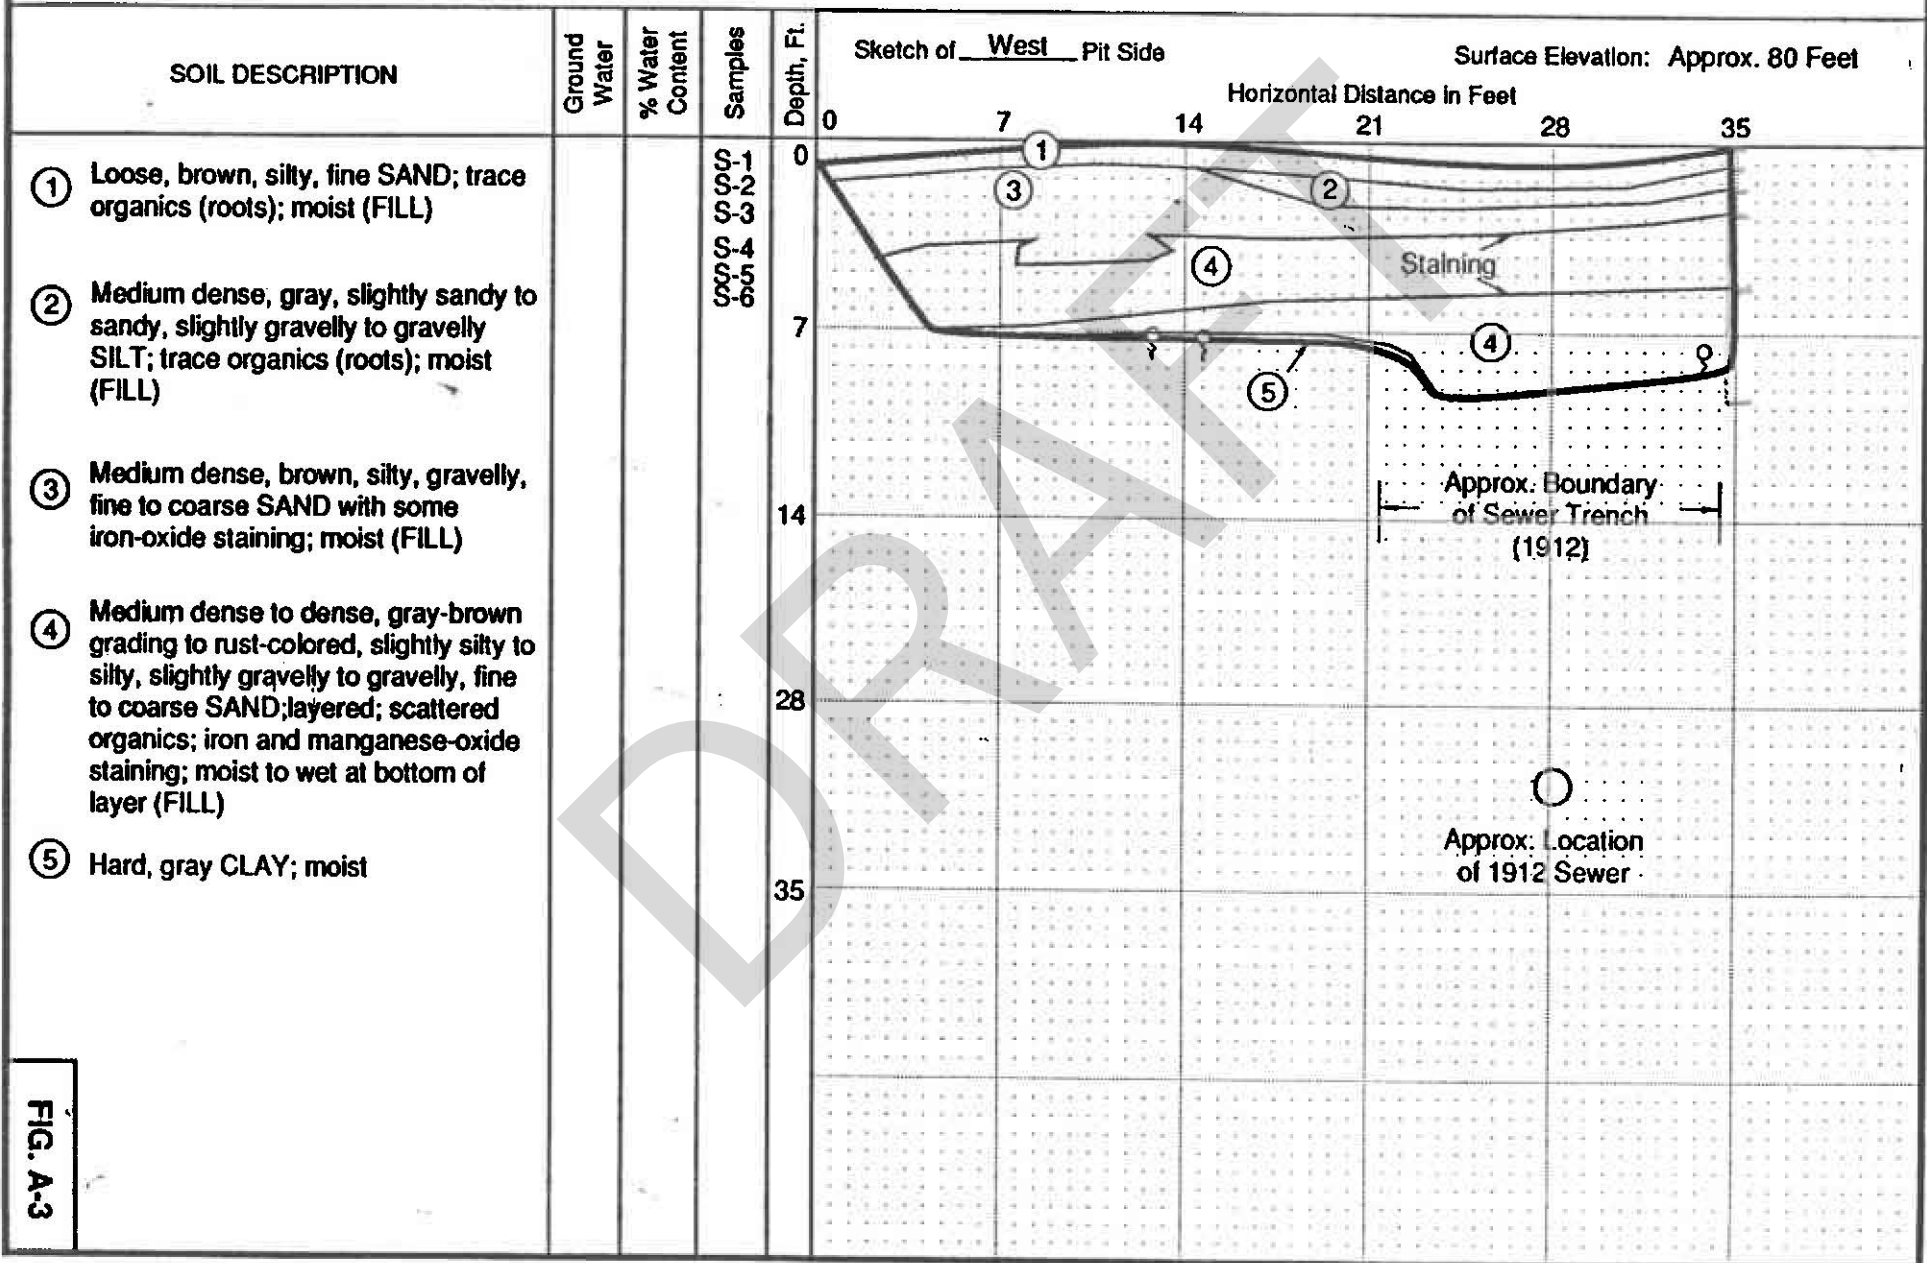 SOIL DESCRIPTION
Ground
Water
% Water
Content
Samples
Depth, Ft.
Sketch of West Pit Side
Surface Elevation: Approx. 80 Feet
Horizontal Distance in Feet
0 7 14 21 28 35
① Loose, brown, silty, fine SAND; trace
organics (roots); moist (FILL)
② Medium dense, gray, slightly sandy to
sandy, slightly gravelly to gravelly
SILT; trace organics (roots); moist
(FILL)
③ Medium dense, brown, silty, gravelly,
fine to coarse SAND with some
iron-oxide staining; moist (FILL)
④ Medium dense to dense, gray-brown
grading to rust-colored, slightly silty to
silty, slightly gravelly to gravelly, fine
to coarse SAND;layered; scattered
organics; iron and manganese-oxide
staining; moist to wet at bottom of
layer (FILL)
⑤ Hard, gray CLAY; moist
S-1
S-2
S-3
S-4
S-5
S-6
0
7
14
28
35
①
③
②
④
Staining
④
⑤
Approx. Boundary
of Sewer Trench
(1912)
Approx. Location
of 1912 Sewer
DRAFT
FIG. A-3